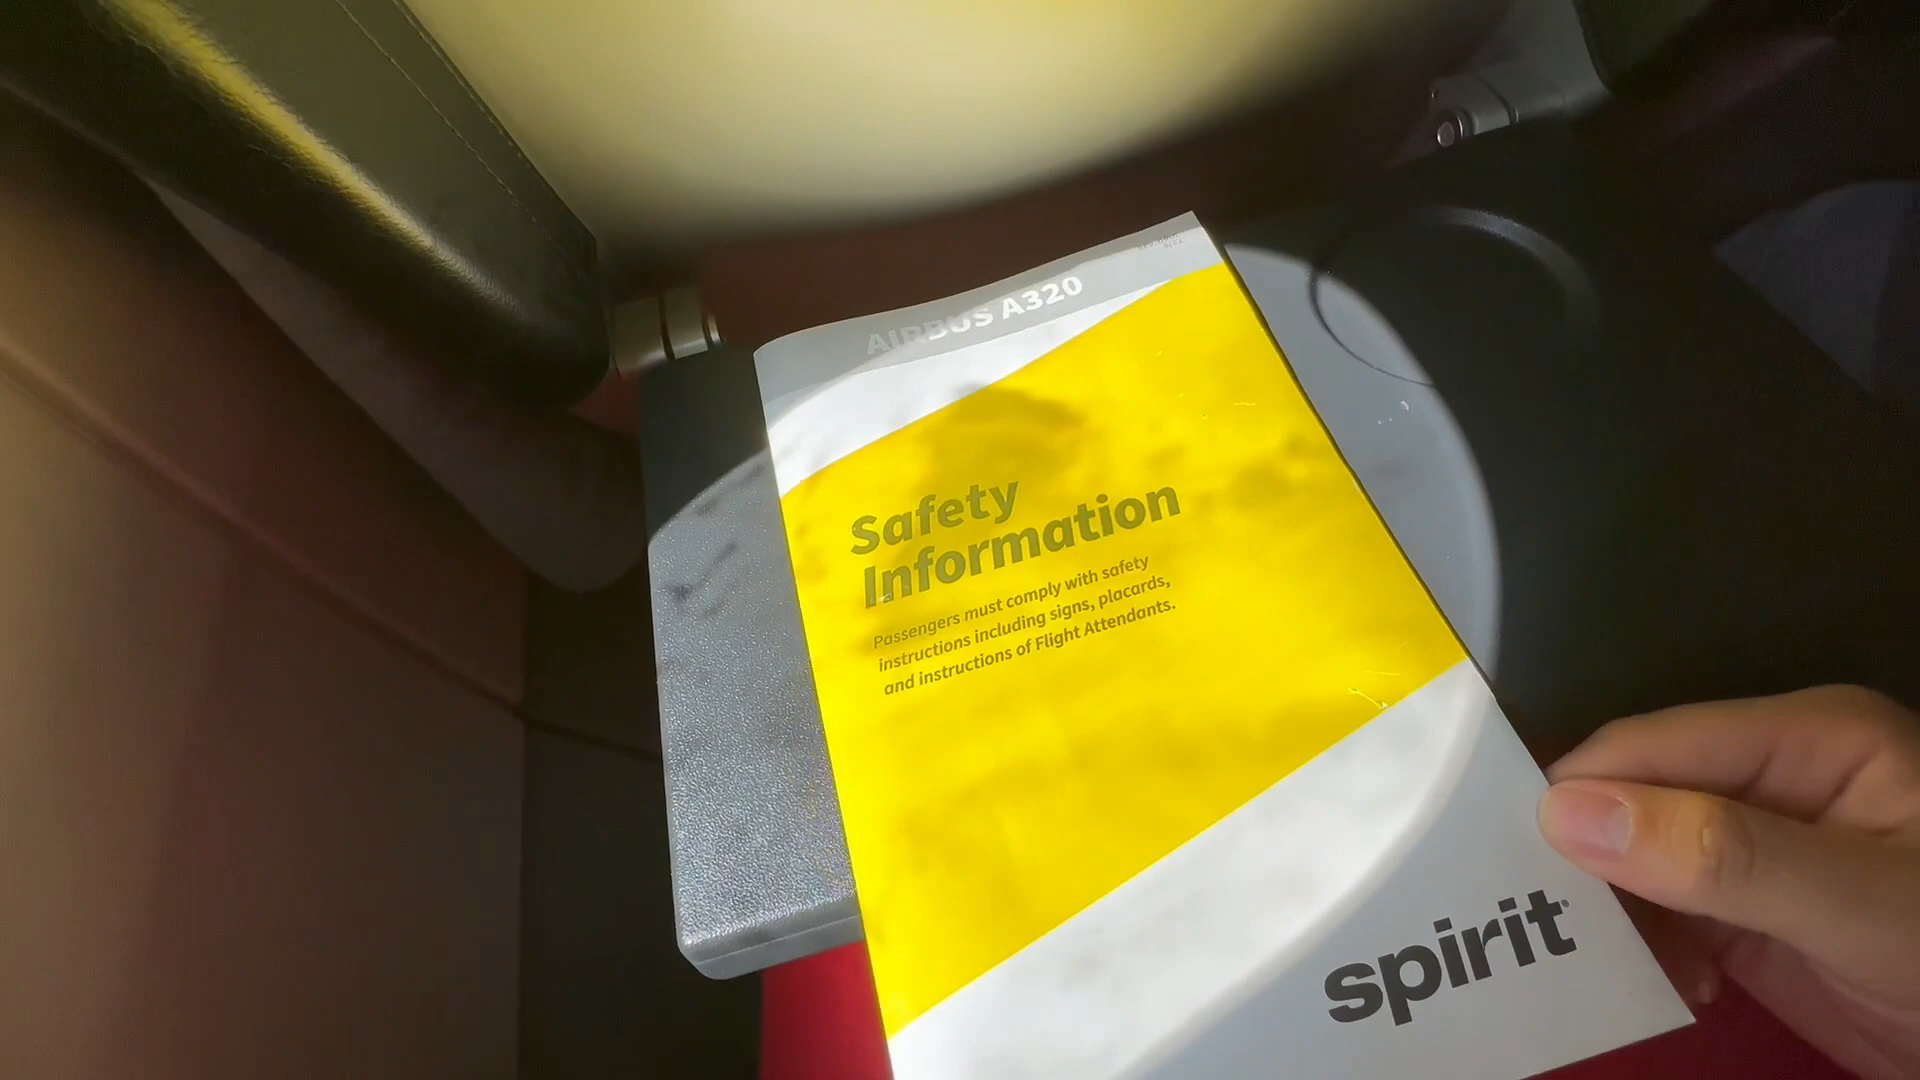 AIRBUS A320
Safety
Information
Passengers must comply with safety
instructions including signs, placards,
and instructions of Flight Attendants.
spirit